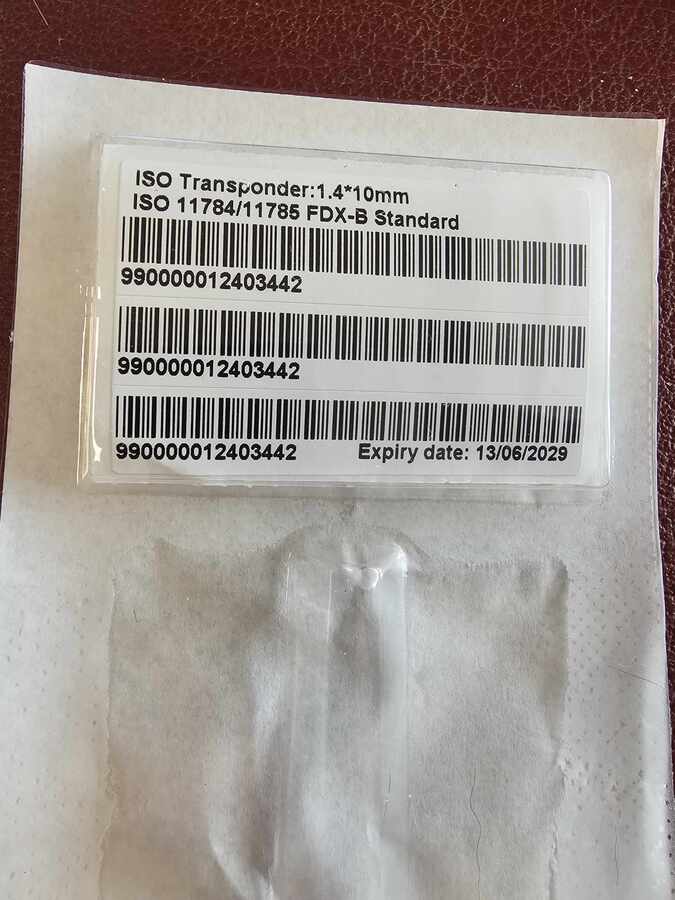 ISO Transponder:1.4*10mm
ISO 11784/11785 FDX-B Standard
990000012403442
990000012403442
990000012403442 Expiry date: 13/06/2029